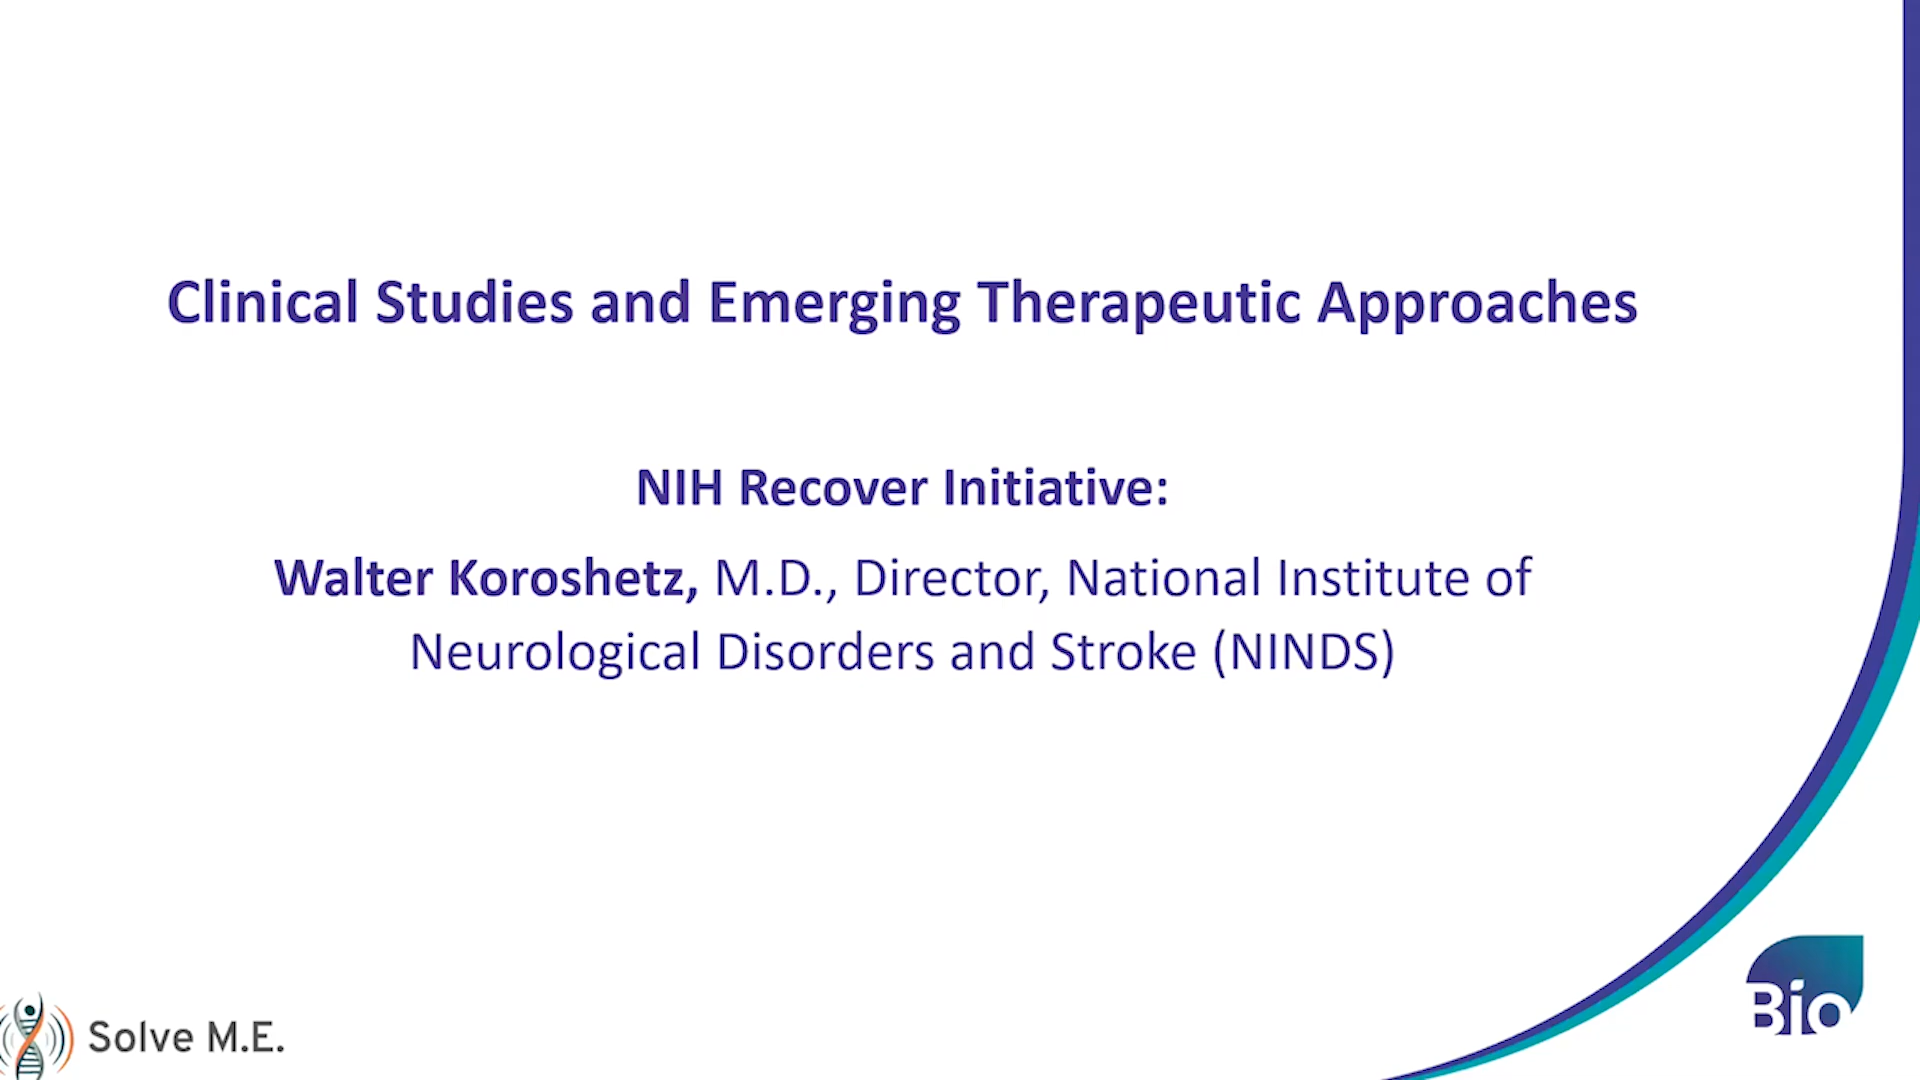 Clinical Studies and Emerging Therapeutic Approaches
NIH Recover Initiative:
Walter Koroshetz, M.D., Director, National Institute of
Neurological Disorders and Stroke (NINDS)
Solve M.E.
Bio